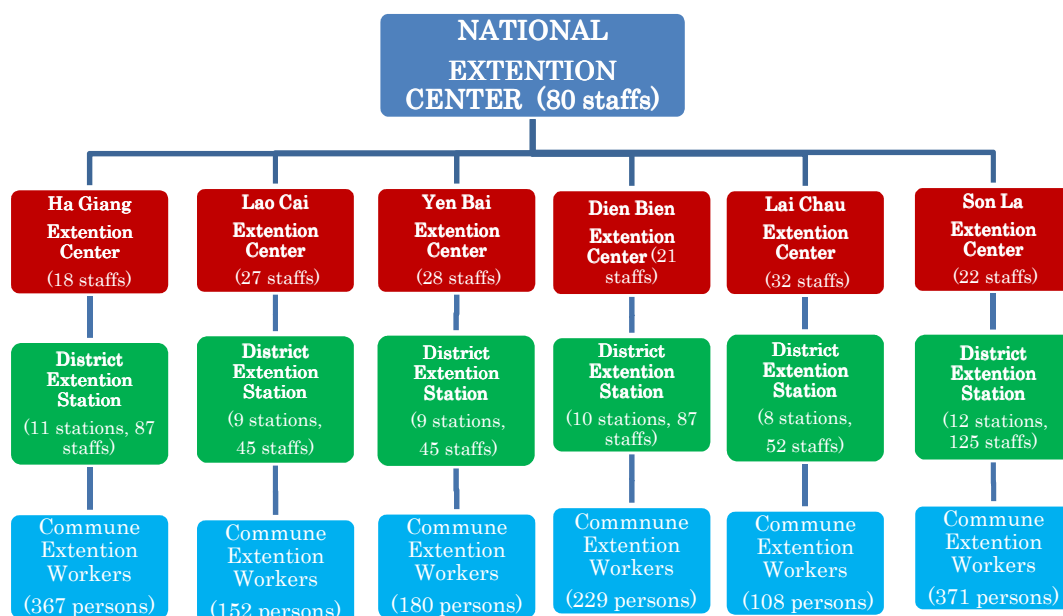 NATIONAL
EXTENTION
CENTER (80 staffs)
Ha Giang
Extention
Center
(18 staffs)
Lao Cai
Extention
Center
(27 staffs)
Yen Bai
Extention
Center
(28 staffs)
Dien Bien
Extention
Center (21
staffs)
Lai Chau
Extention
Center
(32 staffs)
Son La
Extention
Center
(22 staffs)
District
Extention
Station
(11 stations, 87
staffs)
District
Extention
Station
(9 stations,
45 staffs)
District
Extention
Station
(9 stations,
45 staffs)
District
Extention
Station
(10 stations, 87
staffs)
District
Extention
Station
(8 stations,
52 staffs)
District
Extention
Station
(12 stations,
125 staffs)
Commune
Extention
Workers
(367 persons)
Commune
Extention
Workers
(152 persons)
Commune
Extention
Workers
(180 persons)
Commnune
Extention
Workers
(229 persons)
Commune
Extention
Workers
(108 persons)
Commune
Extention
Workers
(371 persons)